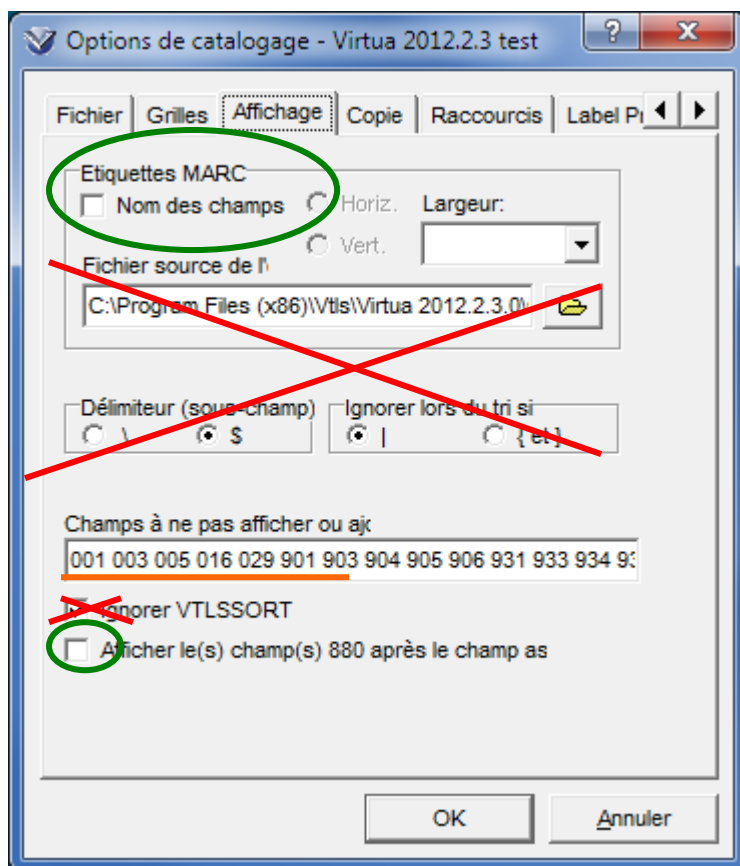 Options de catalogage - Virtua 2012.2.3 test
Fichier Grilles Affichage Copie Raccourcis Label
Etiquettes MARC
Nom des champs Horiz. Largeur:
Vert.
Fichier source de l'
C:\Program Files (x86)\Vtls\Virtua 2012.2.3.0\
Délimiteur (sous-champ) Ignorer lors du tri si
\ $ | { et }
Champs à ne pas afficher ou
001 003 005 016 029 901 903 904 905 906 931 933 934
Ignorer VTLSSORT
Afficher le(s) champ(s) 880 après le champ as
OK Annuler